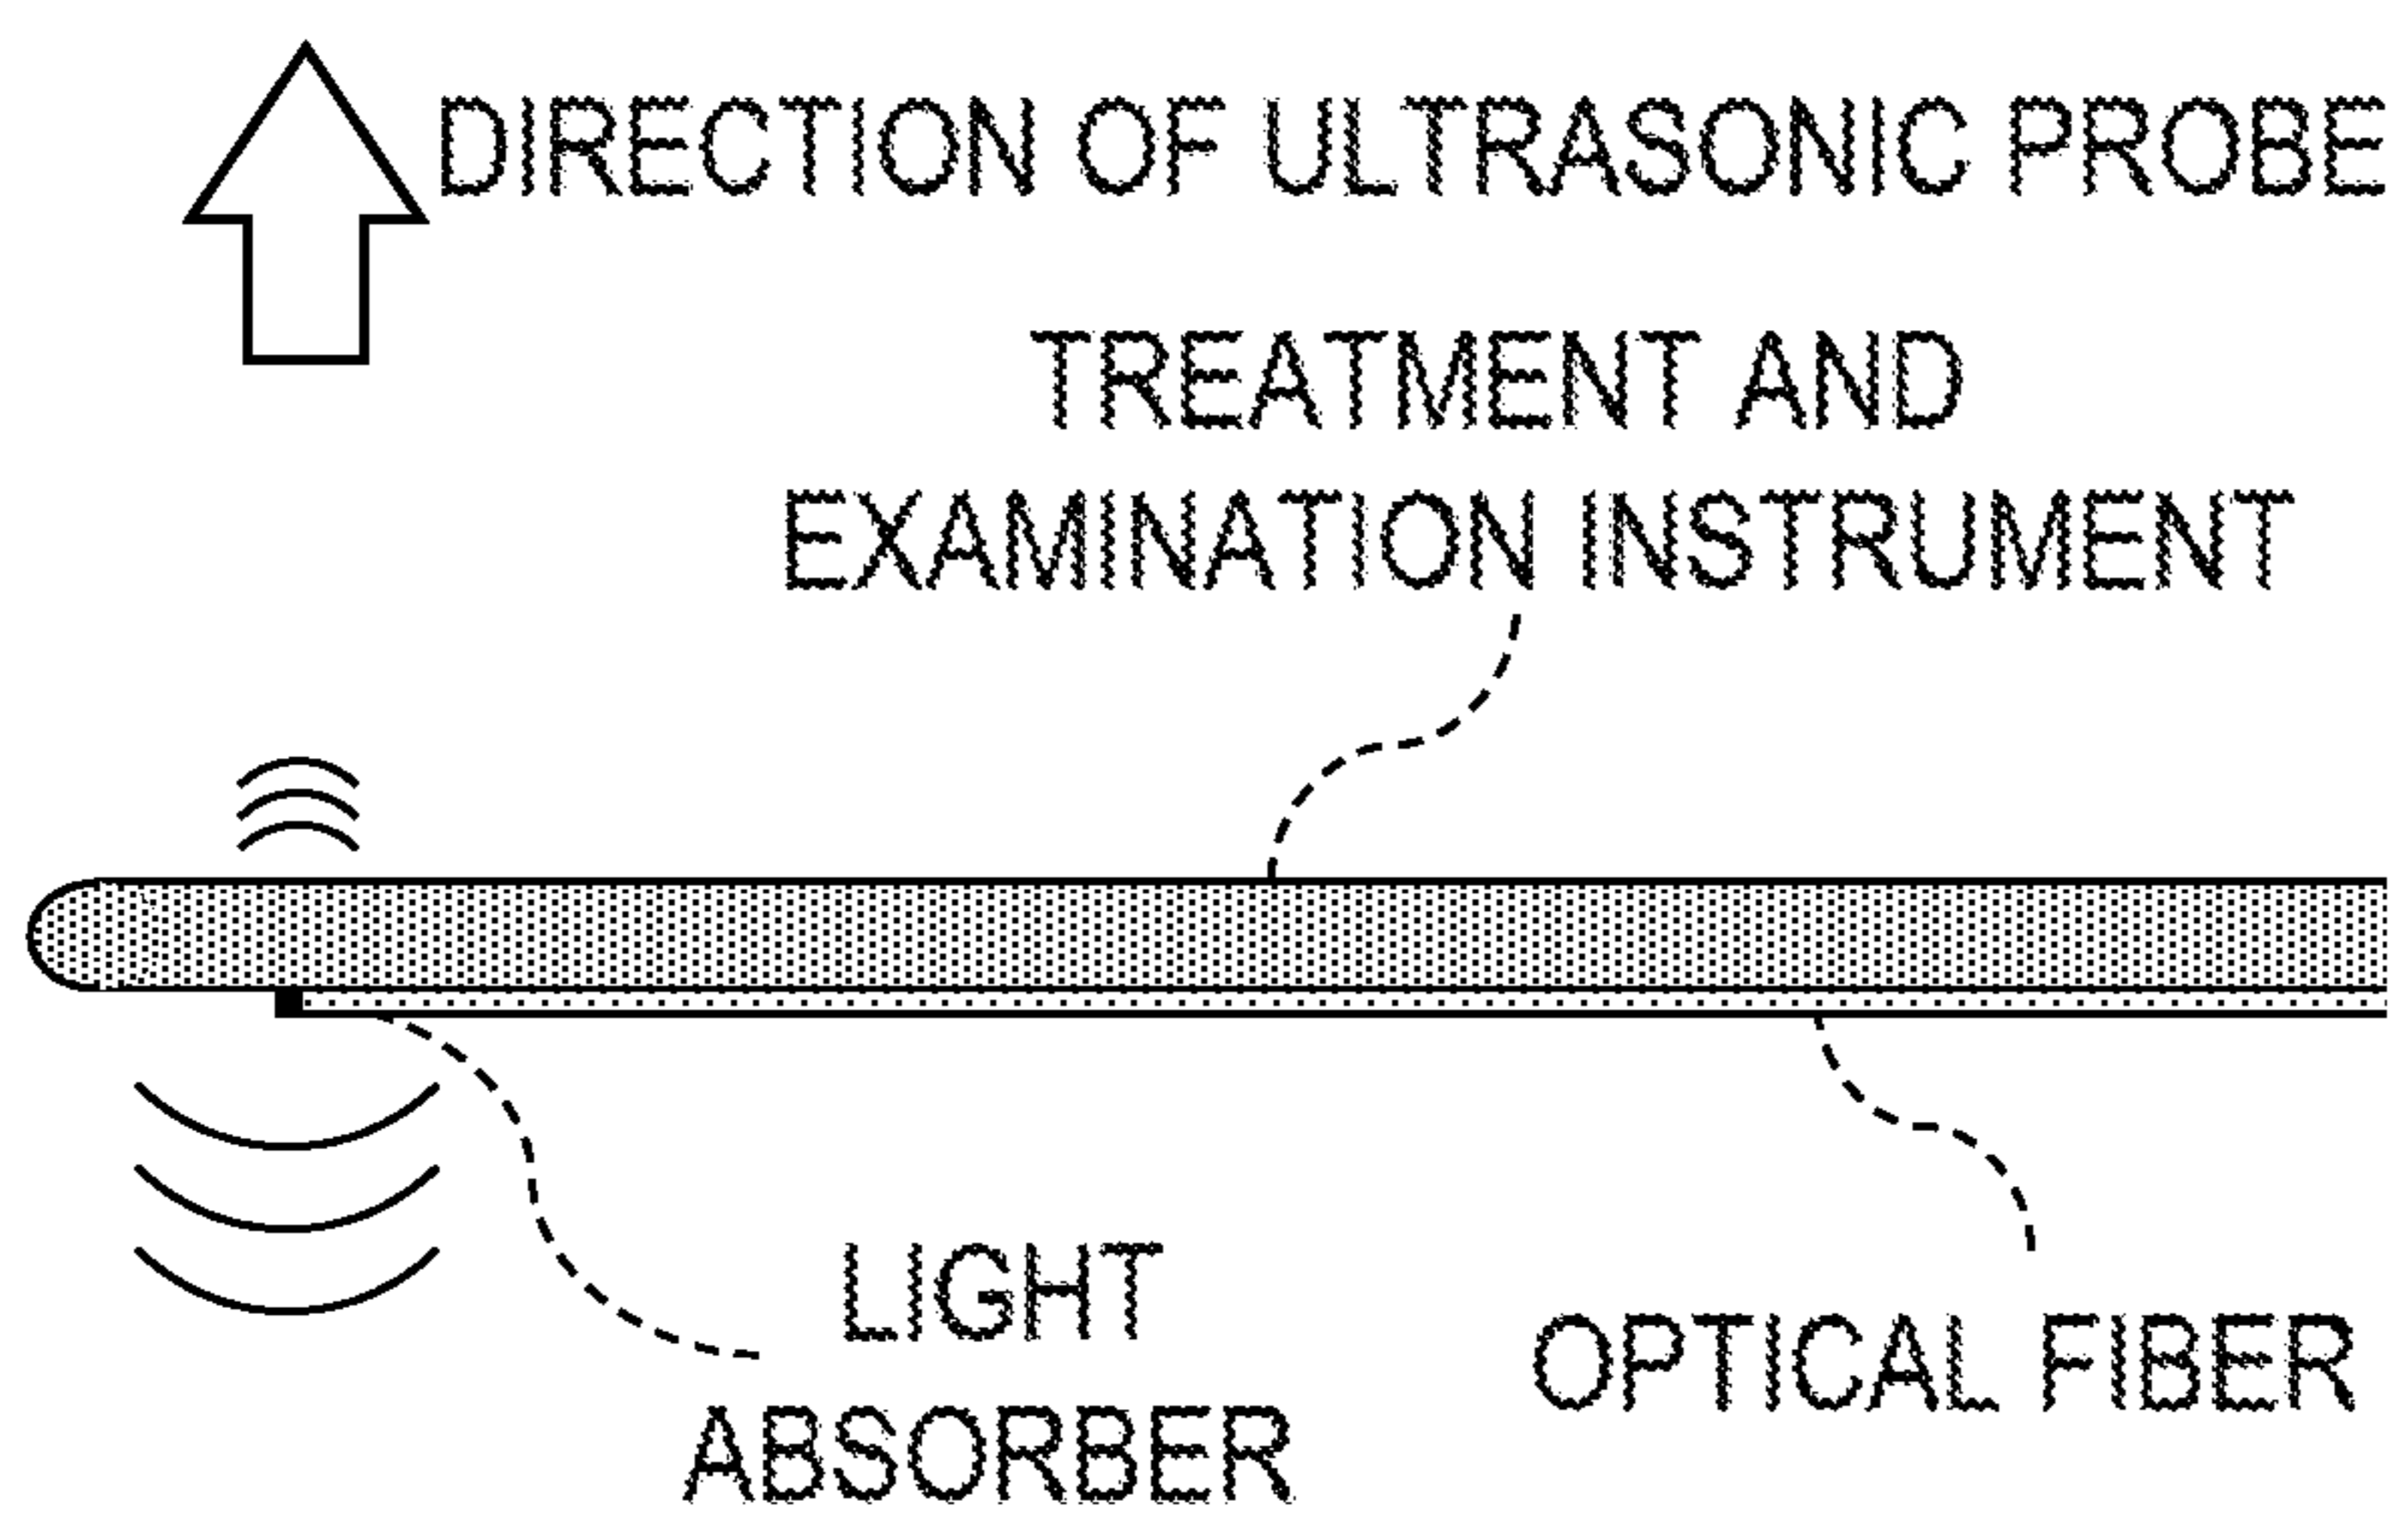 DIRECTION OF ULTRASONIC PROBE
TREATMENT AND
EXAMINATION INSTRUMENT
LIGHT
ABSORBER
OPTICAL FIBER